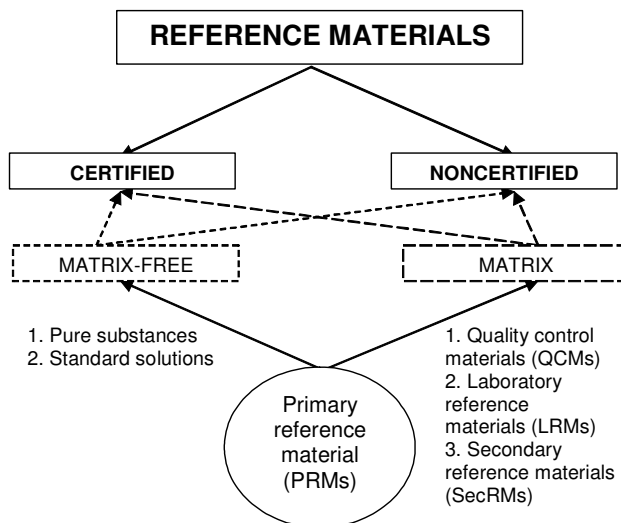 REFERENCE MATERIALS
CERTIFIED
NONCERTIFIED
MATRIX-FREE
MATRIX
1. Pure substances
2. Standard solutions
Primary
reference
material
(PRMs)
1. Quality control
materials (QCMs)
2. Laboratory
reference
materials (LRMs)
3. Secondary
reference materials
(SecRMs)